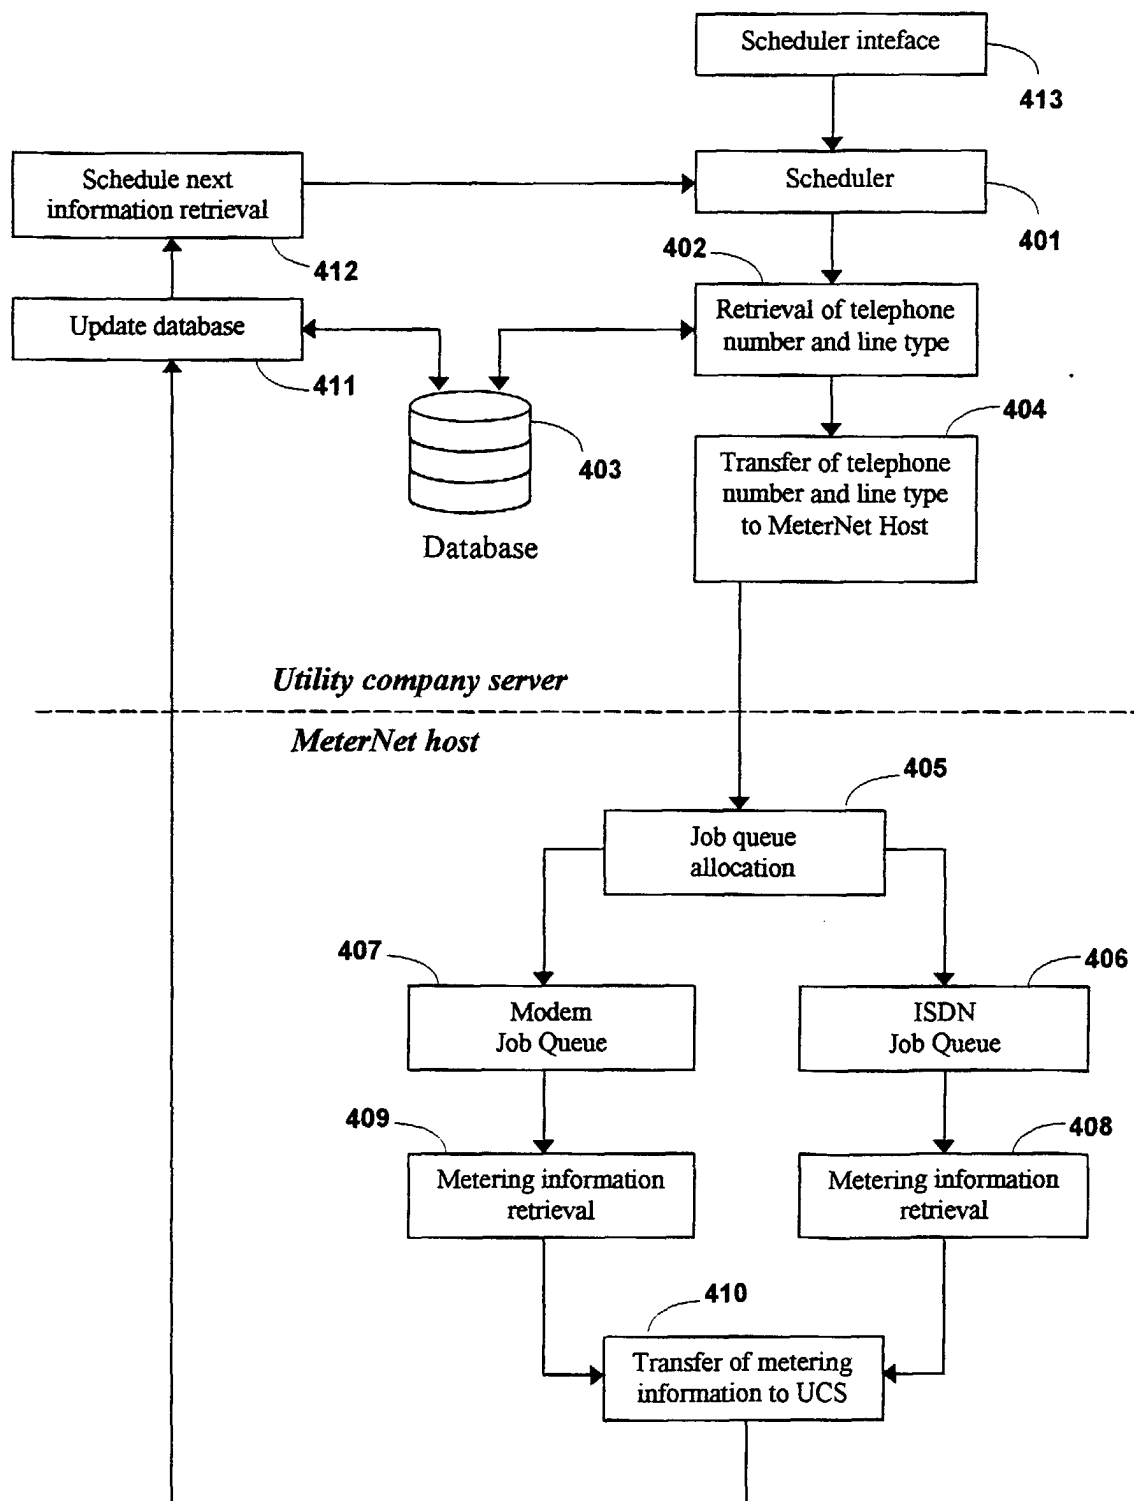 Scheduler inteface
413
Schedule next
information retrieval
412
Scheduler
401
402
Retrieval of telephone
number and line type
Update database
411
403
Database
404
Transfer of telephone
number and line type
to MeterNet Host
Utility company server
MeterNet host
405
Job queue
allocation
407
Modem
Job Queue
406
ISDN
Job Queue
409
Metering information
retrieval
408
Metering information
retrieval
410
Transfer of metering
information to UCS